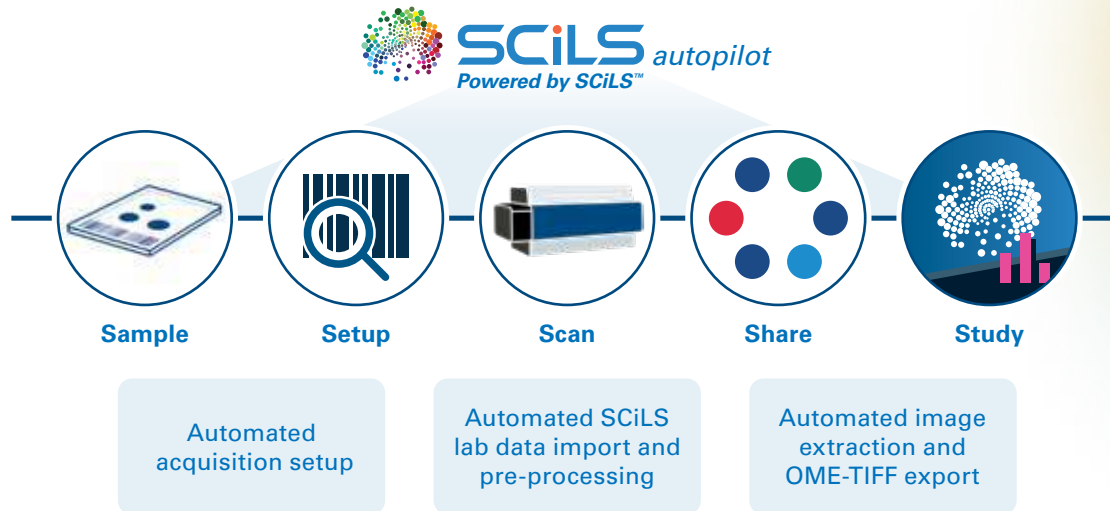 SCiLS autopilot
Powered by SCiLS™
Sample
Setup
Scan
Share
Study
Automated
acquisition setup
Automated SCiLS
lab data import and
pre-processing
Automated image
extraction and
OME-TIFF export